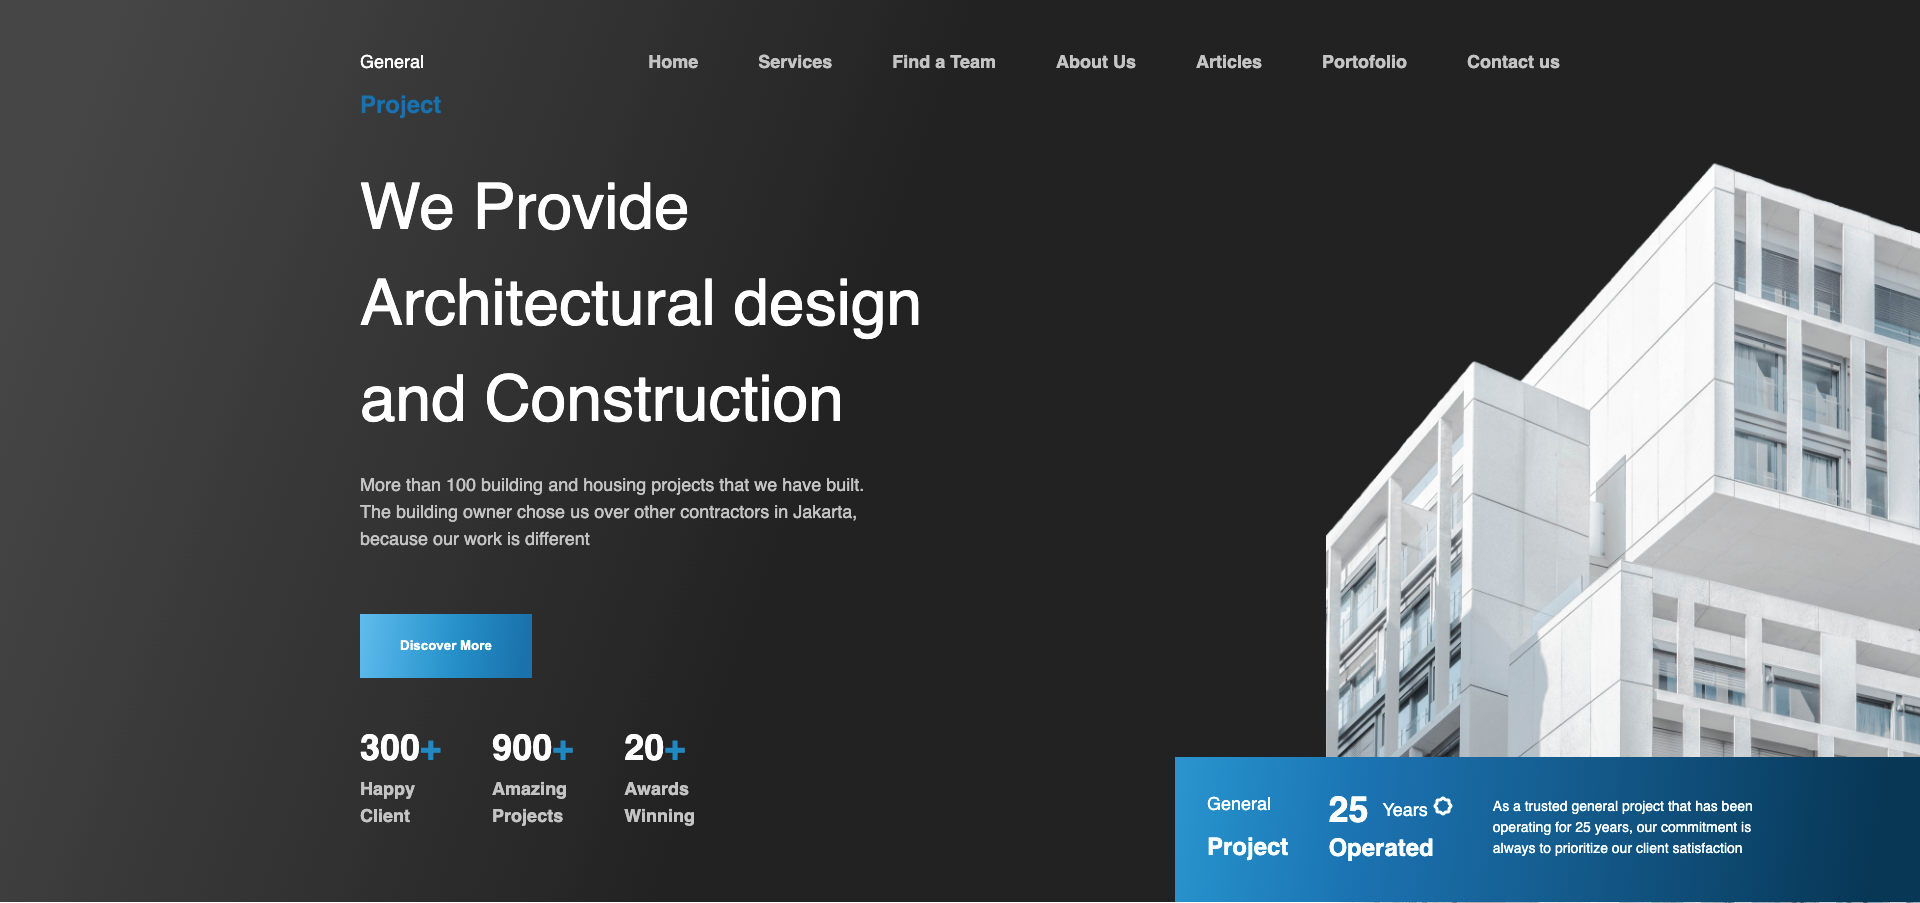 General
Project
Home
Services
Find a Team
About Us
Articles
Portofolio
Contact us
We Provide
Architectural design
and Construction
More than 100 building and housing projects that we have built.
The building owner chose us over other contractors in Jakarta,
because our work is different
Discover More
300+
Happy
Client
900+
Amazing
Projects
20+
Awards
Winning
General
Project
25 Years
Operated
As a trusted general project that has been
operating for 25 years, our commitment is
always to prioritize our client satisfaction